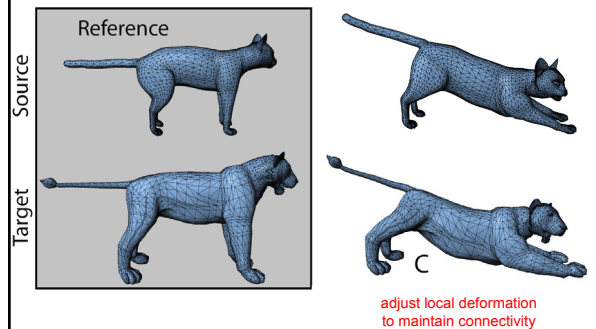 Reference
Source
Target
C
adjust local deformation
to maintain connectivity